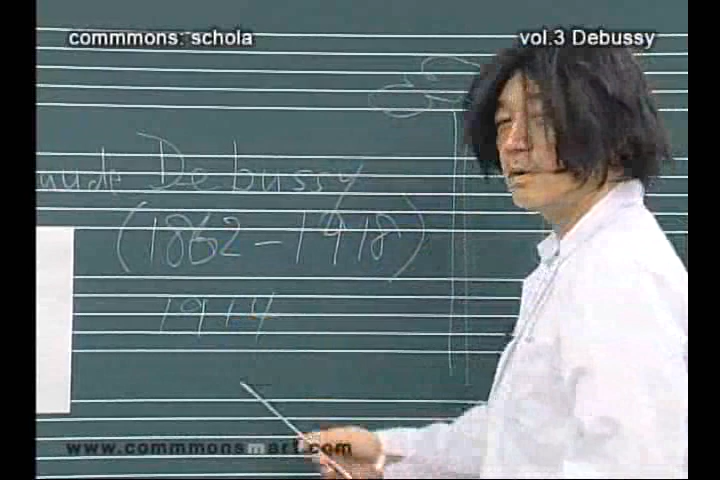 commmons: schola
vol.3 Debussy
aude Debussy
(1862-1918)
1914
www.commmonsmart.com